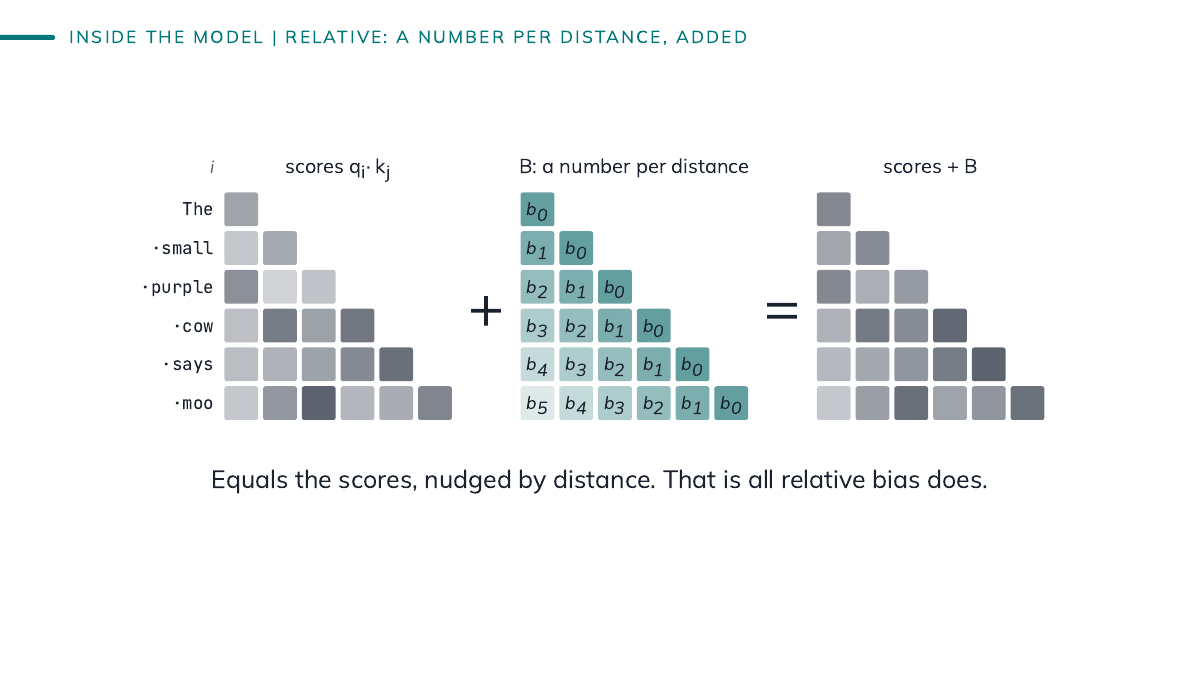 INSIDE THE MODEL | RELATIVE: A NUMBER PER DISTANCE, ADDED
i scores qi· kj B: a number per distance scores + B
The b0
·small b1 b0
·purple b2 b1 b0
·cow + b3 b2 b1 b0 =
·says b4 b3 b2 b1 b0
·moo b5 b4 b3 b2 b1 b0
Equals the scores, nudged by distance. That is all relative bias does.